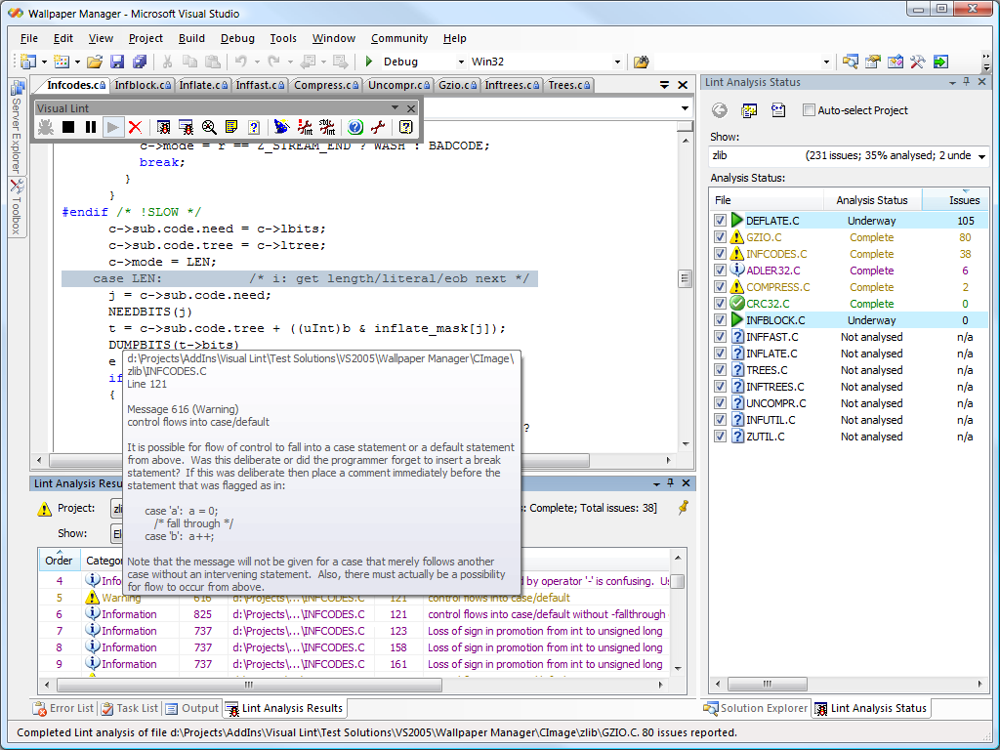 Wallpaper Manager - Microsoft Visual Studio
File Edit View Project Build Debug Tools Window Community Help
Debug Win32
Server Explorer
Toolbox
Infcodes.c Infblock.c Inflate.c Inffast.c Compress.c Uncompr.c Gzio.c Inftrees.c Trees.c
Visual Lint
c->mode = r == Z_STREAM_END ? WASH : BADCODE;
break;
}
}
#endif /* !SLOW */
c->sub.code.need = c->lbits;
c->sub.code.tree = c->ltree;
c->mode = LEN;
case LEN: /* i: get length/literal/eob next */
j = c->sub.code.need;
NEEDBITS(j)
t = c->sub.code.tree + ((uInt)b & inflate_mask[j]);
DUMPBITS(t->bits)
e
if
{
?
d:\Projects\AddIns\Visual Lint\Test Solutions\VS2005\Wallpaper Manager\CImage\
zlib\INFCODES.C
Line 121
Message 616 (Warning)
control flows into case/default
It is possible for flow of control to fall into a case statement or a default statement
from above. Was this deliberate or did the programmer forget to insert a break
statement? If this was deliberate then place a comment immediately before the
statement that was flagged as in:
case 'a': a = 0;
/* fall through */
case 'b': a++;
Note that the message will not be given for a case that merely follows another
case without an intervening statement. Also, there must actually be a possibility
for flow to occur from above.
Lint Analysis Resu
Project: zli s: Complete; Total issues: 38]
Show: El
Order Catego
4 Info d by operator '-' is confusing. Us
5 Warning 616 d:\Projects\...\INFCODES.C 121 control flows into case/default
6 Information 825 d:\Projects\...\INFCODES.C 121 control flows into case/default without -fallthrough
7 Information 737 d:\Projects\...\INFCODES.C 123 Loss of sign in promotion from int to unsigned long
8 Information 737 d:\Projects\...\INFCODES.C 158 Loss of sign in promotion from int to unsigned long
9 Information 737 d:\Projects\...\INFCODES.C 161 Loss of sign in promotion from int to unsigned long
Error List Task List Output Lint Analysis Results
Lint Analysis Status
Auto-select Project
Show:
zlib (231 issues; 35% analysed; 2 unde
Analysis Status:
File Analysis Status Issues
DEFLATE.C Underway 105
GZIO.C Complete 80
INFCODES.C Complete 38
ADLER32.C Complete 6
COMPRESS.C Complete 2
CRC32.C Complete 0
INFBLOCK.C Underway 0
INFFAST.C Not analysed n/a
INFLATE.C Not analysed n/a
TREES.C Not analysed n/a
INFTREES.C Not analysed n/a
UNCOMPR.C Not analysed n/a
INFUTIL.C Not analysed n/a
ZUTIL.C Not analysed n/a
Solution Explorer Lint Analysis Status
Completed Lint analysis of file d:\Projects\AddIns\Visual Lint\Test Solutions\VS2005\Wallpaper Manager\CImage\zlib\GZIO.C. 80 issues reported.